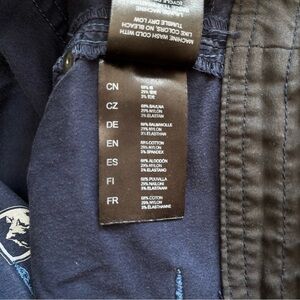 MACHINE WASH COLD WITH
LIKE COLORS. NO BLEACH
TUMBLE DRY LOW
CN
CZ
68% BAVLNA
29% NYLON
3% ELASTAN
DE
68% BAUMWOLLE
29% NYLON
3% ELASTHAN
EN
68% COTTON
29% NYLON
3% SPANDEX
ES
68% ALGODÓN
29% NYLON
3% ELASTANO
FI
68% PUUVILLA
29% NAILON
3% ELASTAANI
FR
68% COTON
29% NYLON
3% ÉLASTHANNE